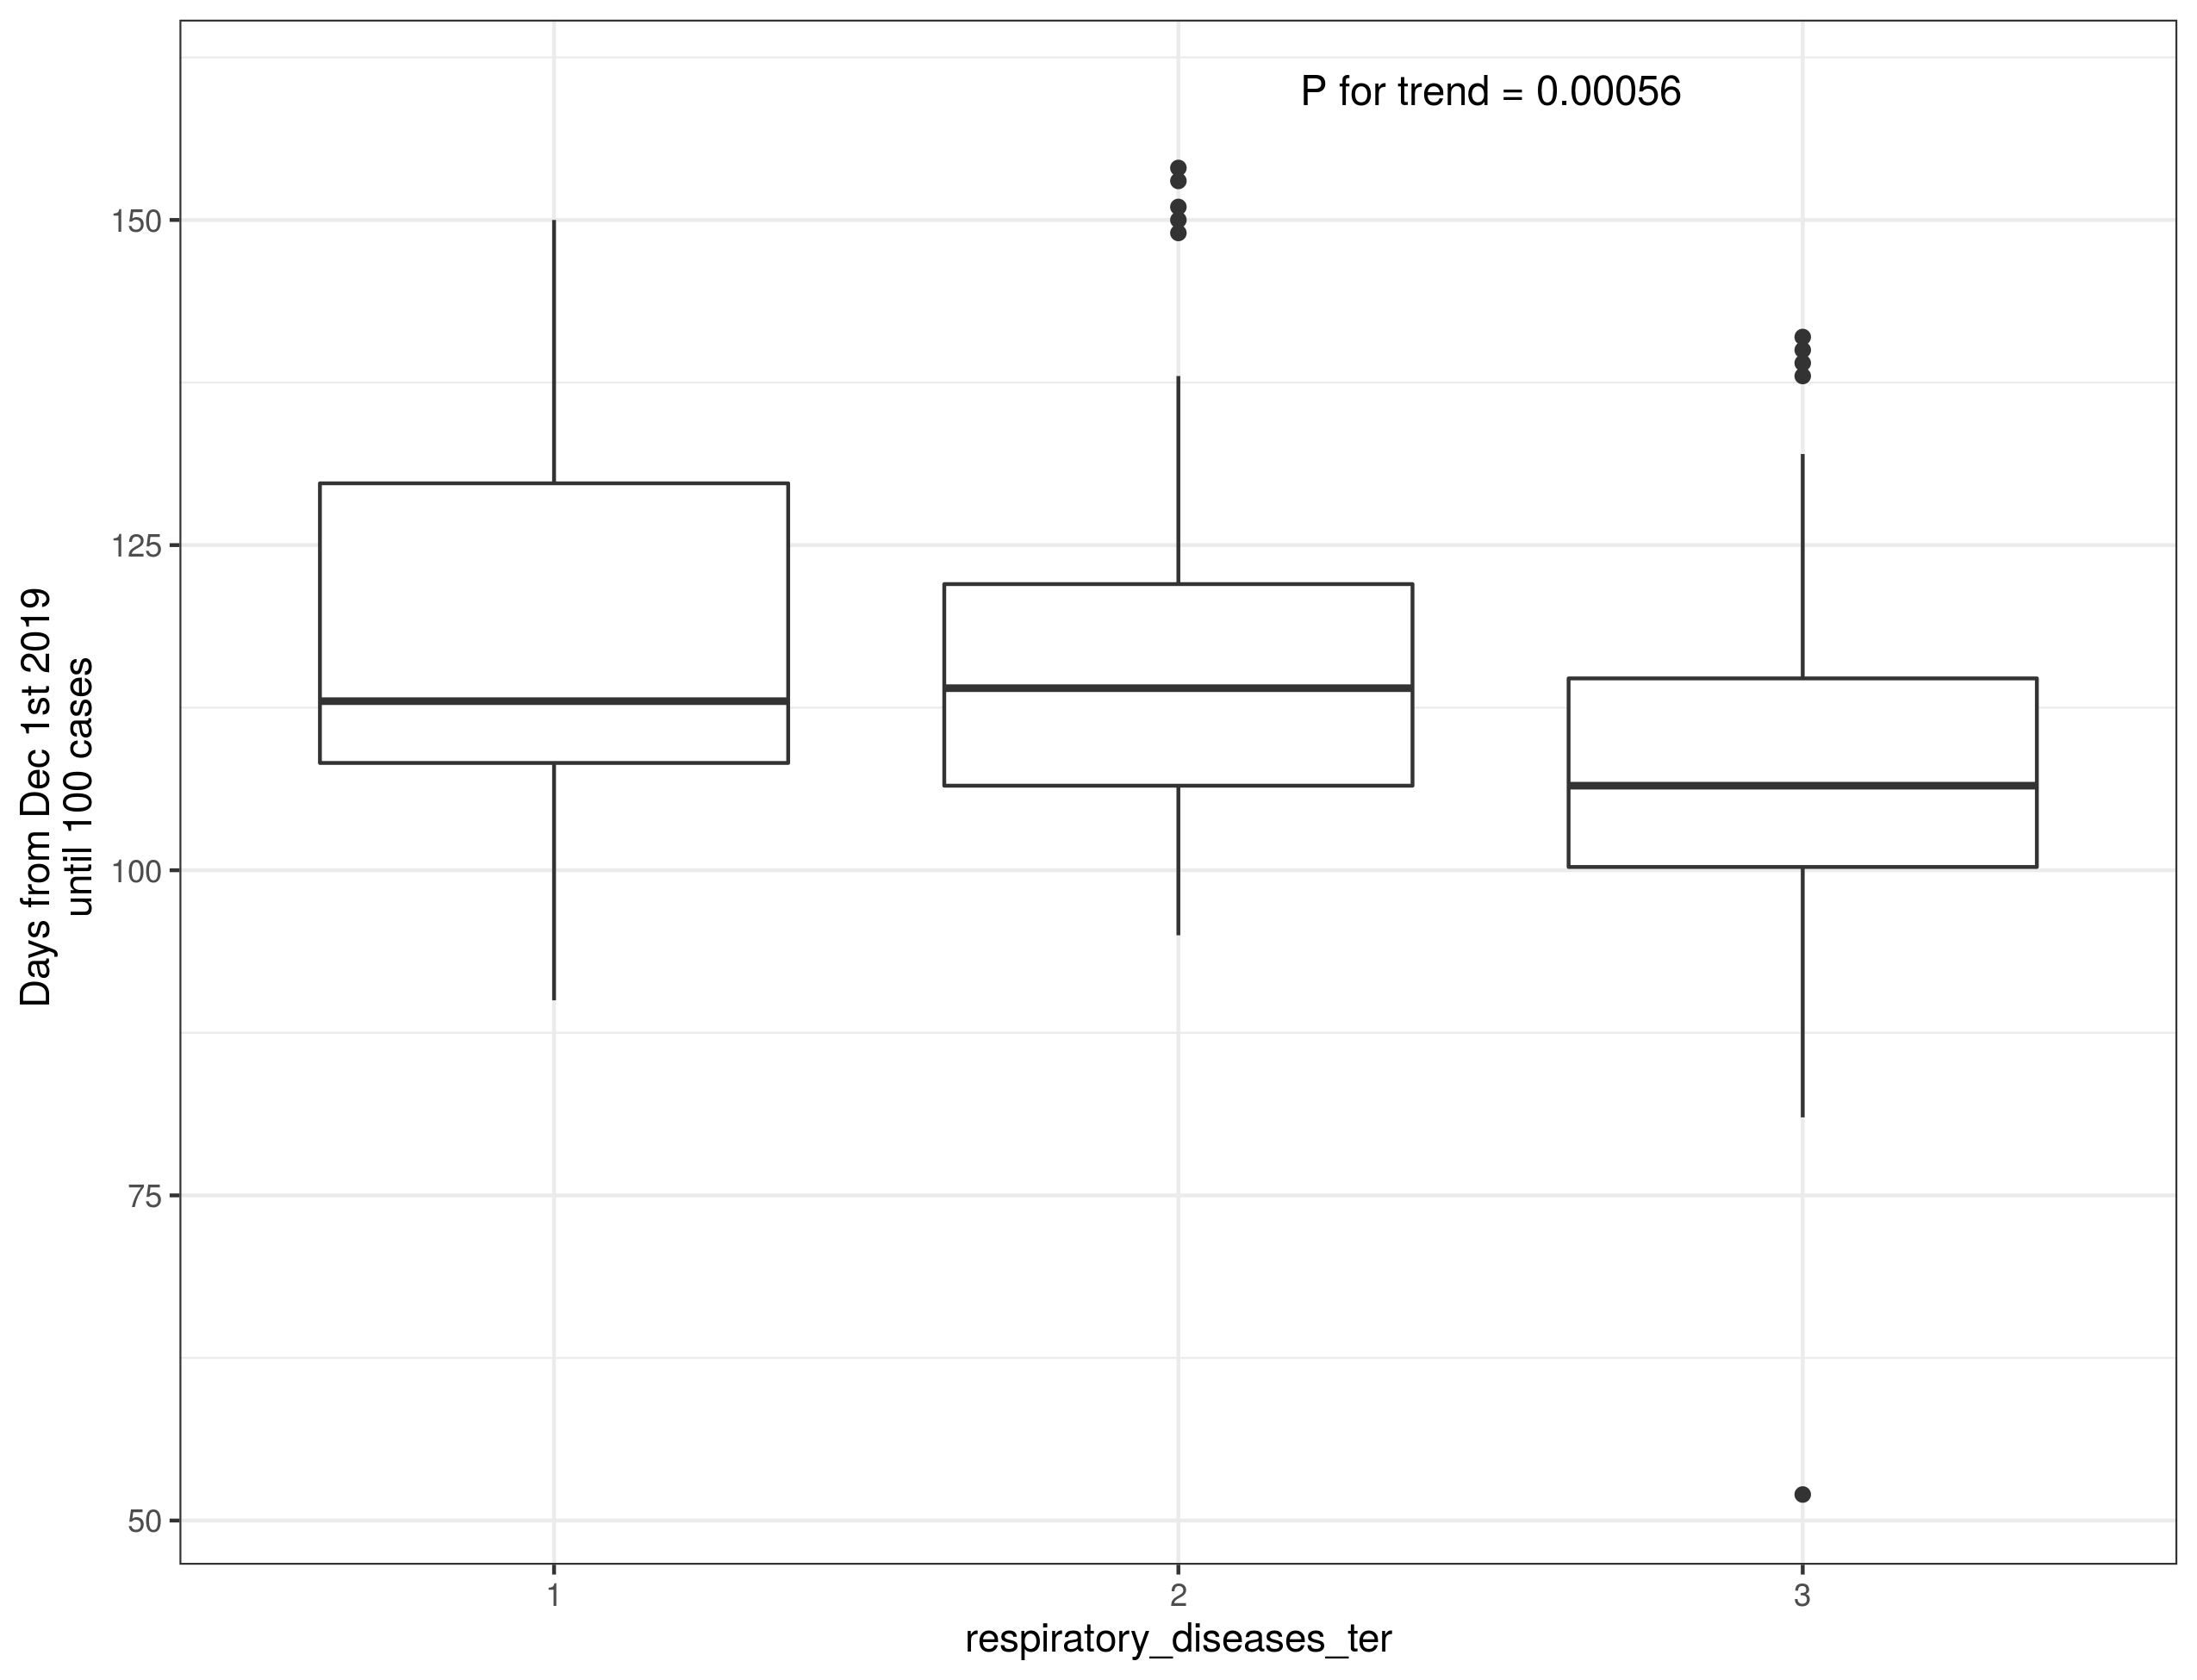 P for trend = 0.00056
150
125
100
75
50
Days from Dec 1st 2019
until 100 cases
1
2
3
respiratory_diseases_ter